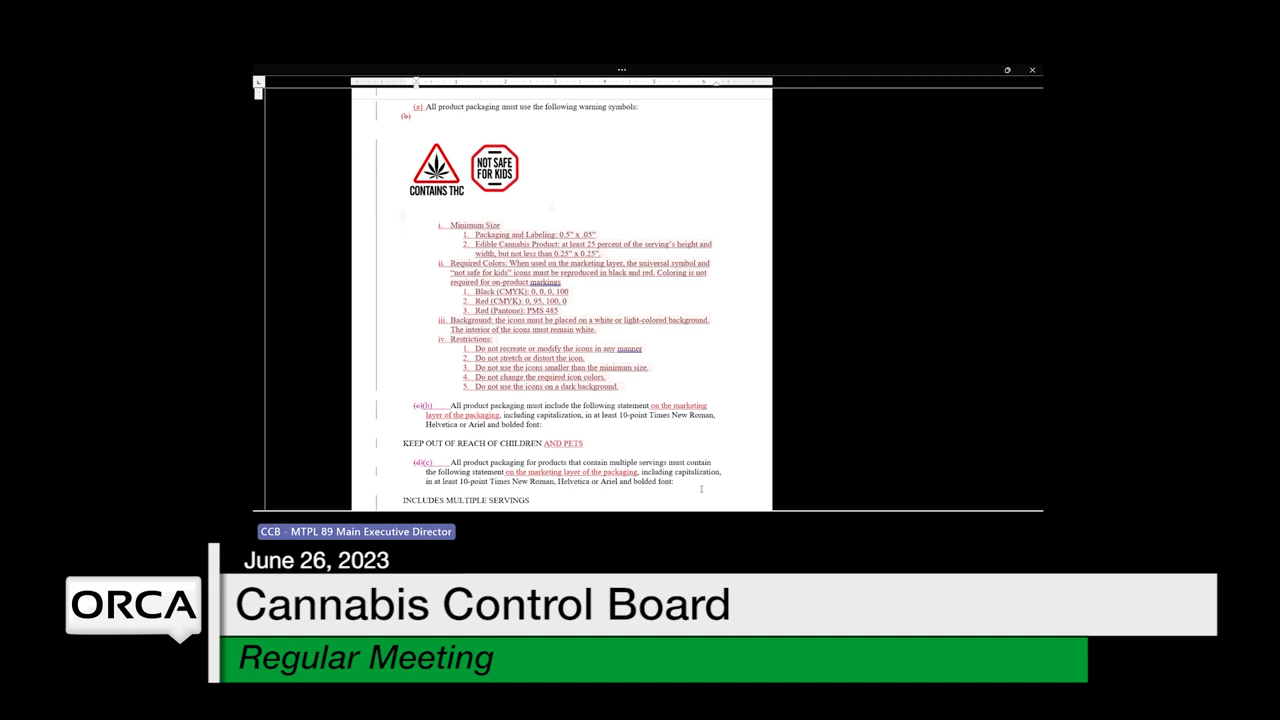 (a) All product packaging must use the following warning symbols:
(b)
CONTAINS THC
NOT SAFE
FOR KIDS
i. Minimum Size
1. Packaging and Labeling: 0.5” x .05”
2. Edible Cannabis Product: at least 25 percent of the serving’s height and
width, but not less than 0.25” x 0.25”.
ii. Required Colors: When used on the marketing layer, the universal symbol and
“not safe for kids” icons must be reproduced in black and red. Coloring is not
required for on-product markings
1. Black (CMYK): 0, 0, 0, 100
2. Red (CMYK): 0, 95, 100, 0
3. Red (Pantone): PMS 485
iii. Background: the icons must be placed on a white or light-colored background.
The interior of the icons must remain white.
iv. Restrictions:
1. Do not recreate or modify the icons in any manner
2. Do not stretch or distort the icon.
3. Do not use the icons smaller than the minimum size.
4. Do not change the required icon colors.
5. Do not use the icons on a dark background.
(c)(b) All product packaging must include the following statement on the marketing
layer of the packaging, including capitalization, in at least 10-point Times New Roman,
Helvetica or Ariel and bolded font:
KEEP OUT OF REACH OF CHILDREN AND PETS
(d)(c) All product packaging for products that contain multiple servings must contain
the following statement on the marketing layer of the packaging, including capitalization,
in at least 10-point Times New Roman, Helvetica or Ariel and bolded font:
INCLUDES MULTIPLE SERVINGS
CCB - MTPL 89 Main Executive Director
June 26, 2023
ORCA
Cannabis Control Board
Regular Meeting